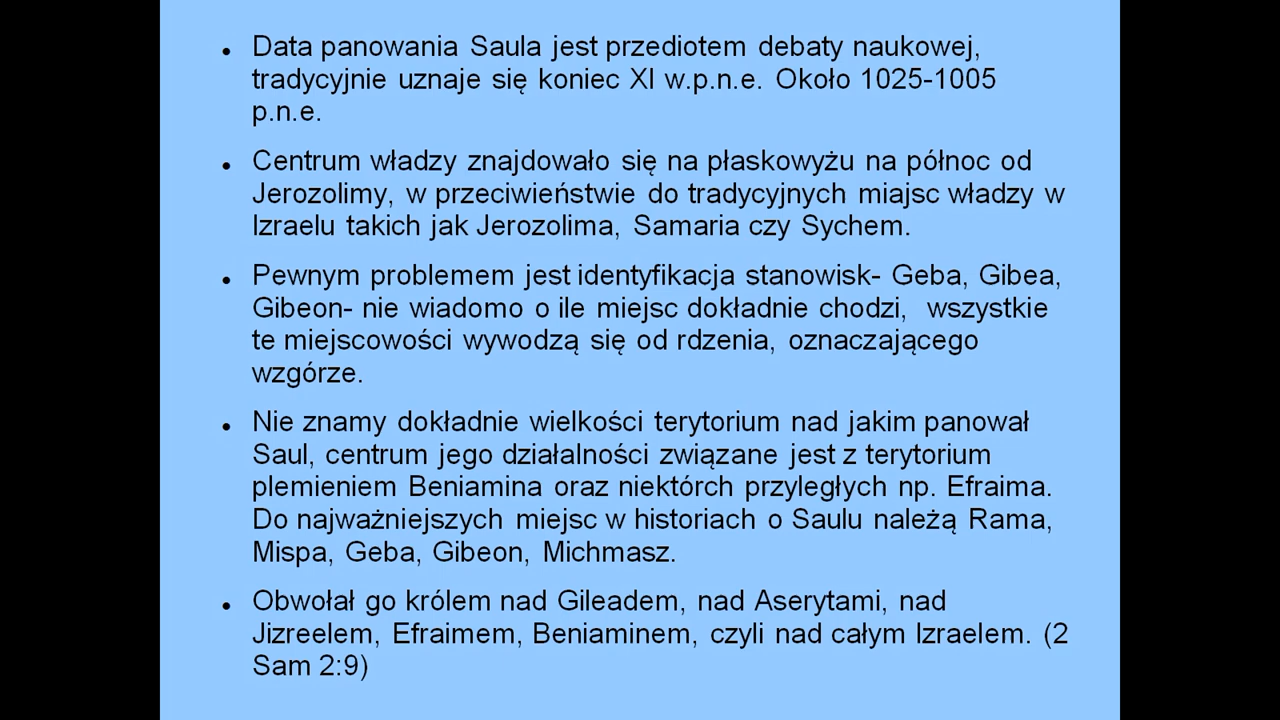 Data panowania Saula jest przediotem debaty naukowej,
tradycyjnie uznaje się koniec XI w.p.n.e. Około 1025-1005
p.n.e.
Centrum władzy znajdowało się na płaskowyżu na północ od
Jerozolimy, w przeciwieństwie do tradycyjnych miajsc władzy w
Izraelu takich jak Jerozolima, Samaria czy Sychem.
Pewnym problemem jest identyfikacja stanowisk- Geba, Gibea,
Gibeon- nie wiadomo o ile miejsc dokładnie chodzi, wszystkie
te miejscowości wywodzą się od rdzenia, oznaczającego
wzgórze.
Nie znamy dokładnie wielkości terytorium nad jakim panował
Saul, centrum jego działalności związane jest z terytorium
plemieniem Beniamina oraz niektórch przyległych np. Efraima.
Do najważniejszych miejsc w historiach o Saulu należą Rama,
Mispa, Geba, Gibeon, Michmasz.
Obwołał go królem nad Gileadem, nad Aserytami, nad
Jizreelem, Efraimem, Beniaminem, czyli nad całym Izraelem. (2
Sam 2:9)